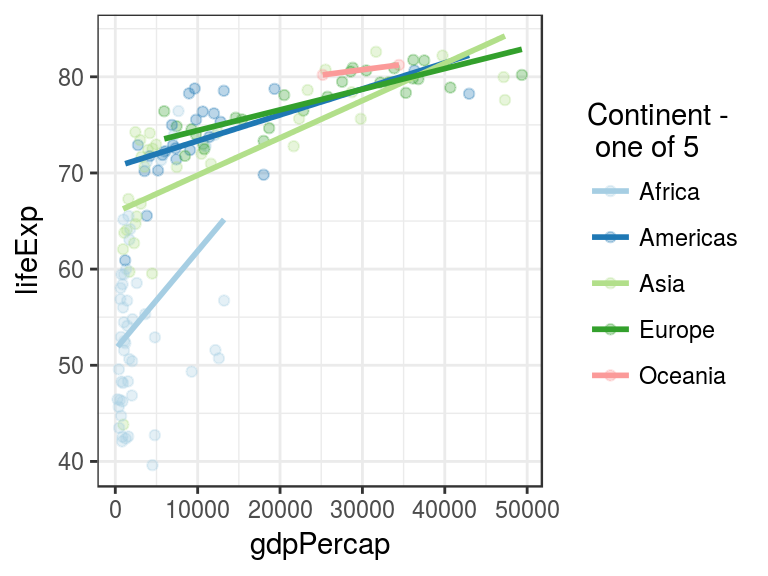 80
70
60
50
40
lifeExp
0 10000 20000 30000 40000 50000
gdpPercap
Continent -
one of 5
Africa
Americas
Asia
Europe
Oceania